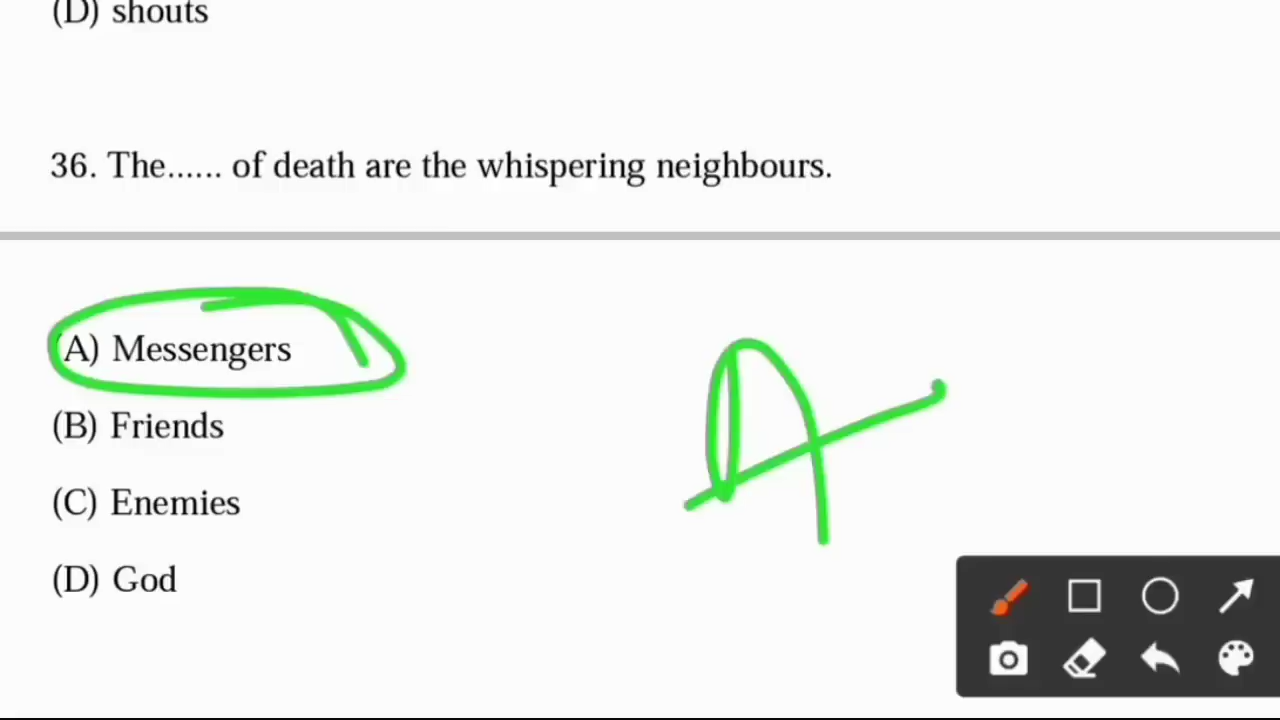 (D) shouts
36. The...... of death are the whispering neighbours.
(A) Messengers
A
(B) Friends
(C) Enemies
(D) God